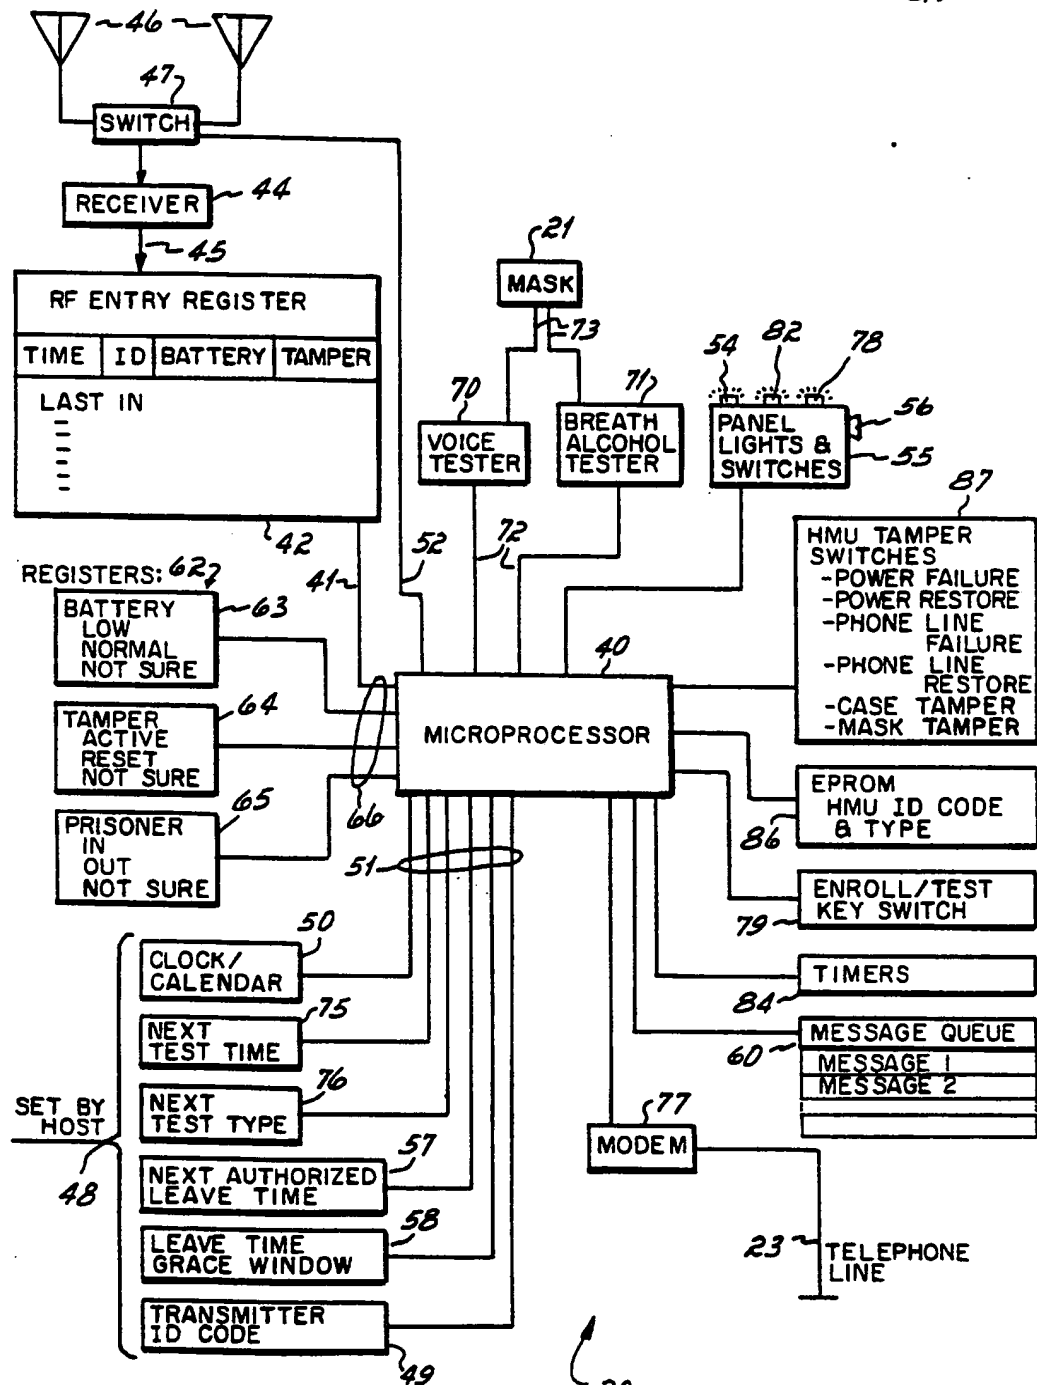 46
47
SWITCH
44
RECEIVER
45
RF ENTRY REGISTER
TIME ID BATTERY TAMPER
LAST IN
42
41
52
21
MASK
73
70
VOICE
TESTER
71
BREATH
ALCOHOL
TESTER
72
54 82 78
56
PANEL
LIGHTS &
SWITCHES
55
87
HMU TAMPER
SWITCHES
-POWER FAILURE
-POWER RESTORE
-PHONE LINE
FAILURE
-PHONE LINE
RESTORE
-CASE TAMPER
-MASK TAMPER
REGISTERS: 62
63
BATTERY
LOW
NORMAL
NOT SURE
64
TAMPER
ACTIVE
RESET
NOT SURE
65
PRISONER
IN
OUT
NOT SURE
66
51
40
MICROPROCESSOR
EPROM
HMU ID CODE
& TYPE
86
ENROLL/TEST
KEY SWITCH
79
TIMERS
84
MESSAGE QUEUE
60
MESSAGE 1
MESSAGE 2
50
CLOCK/
CALENDAR
75
NEXT
TEST TIME
76
NEXT
TEST TYPE
SET BY
HOST
48
57
NEXT AUTHORIZED
LEAVE TIME
58
LEAVE TIME
GRACE WINDOW
TRANSMITTER
ID CODE
49
77
MODEM
23
TELEPHONE
LINE